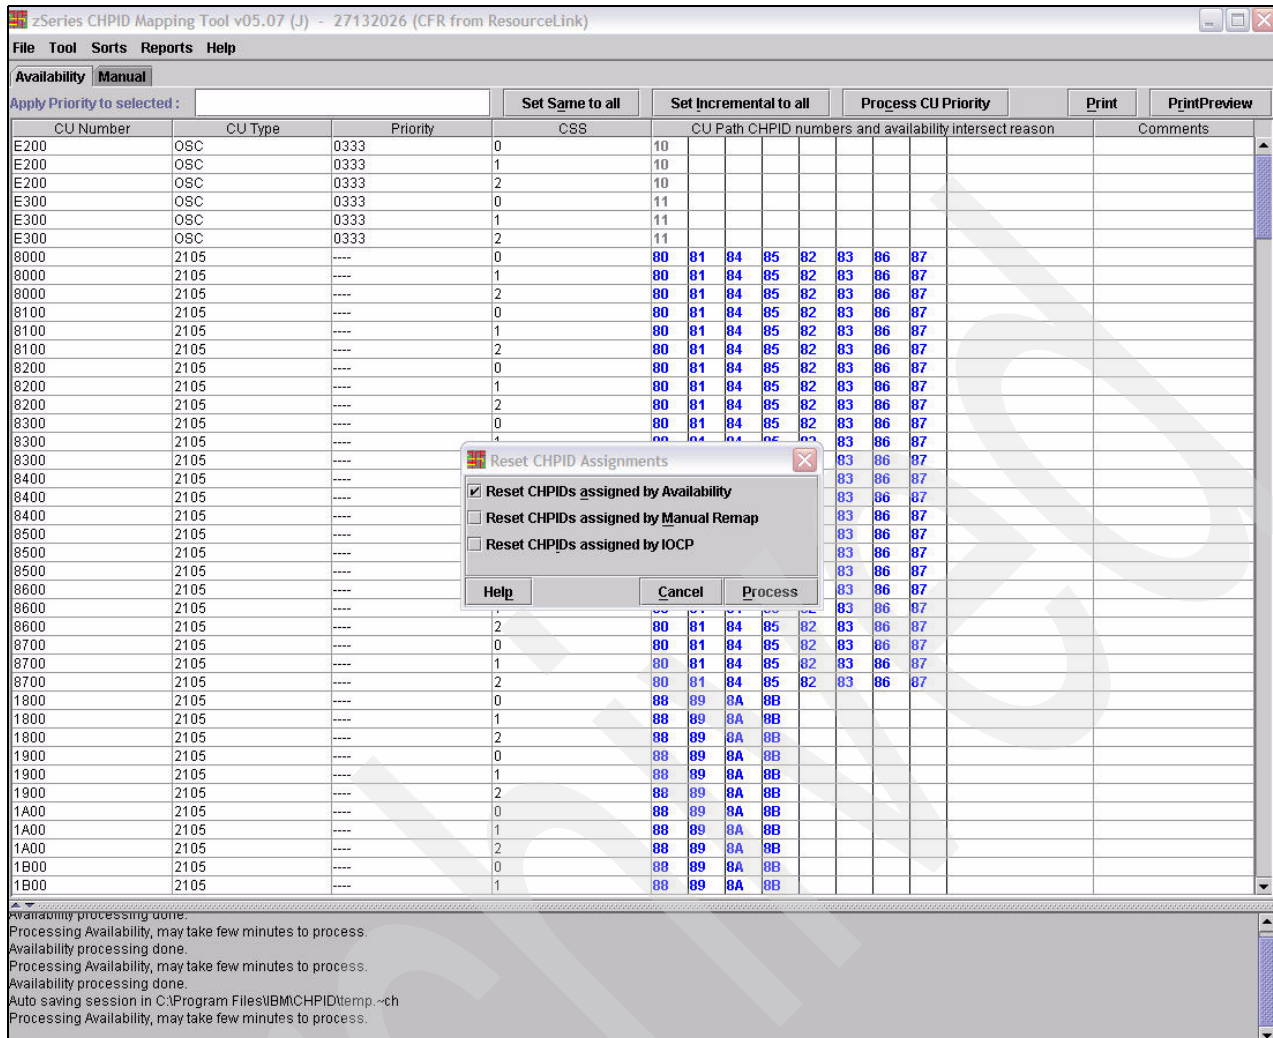 zSeries CHPID Mapping Tool v05.07 (J) - 27132026 (CFR from ResourceLink)
File Tool Sorts Reports Help
Availability Manual
Apply Priority to selected : Set Same to all Set Incremental to all Process CU Priority Print PrintPreview
CU Number CU Type Priority CSS CU Path CHPID numbers and availability intersect reason Comments
E200 OSC 0333 0 10
E200 OSC 0333 1 10
E200 OSC 0333 2 10
E300 OSC 0333 0 11
E300 OSC 0333 1 11
E300 OSC 0333 2 11
8000 2105 ---- 0 80 81 84 85 82 83 86 87
8000 2105 ---- 1 80 81 84 85 82 83 86 87
8000 2105 ---- 2 80 81 84 85 82 83 86 87
8100 2105 ---- 0 80 81 84 85 82 83 86 87
8100 2105 ---- 1 80 81 84 85 82 83 86 87
8100 2105 ---- 2 80 81 84 85 82 83 86 87
8200 2105 ---- 0 80 81 84 85 82 83 86 87
8200 2105 ---- 1 80 81 84 85 82 83 86 87
8200 2105 ---- 2 80 81 84 85 82 83 86 87
8300 2105 ---- 0 80 81 84 85 82 83 86 87
8300 2105 ---- 83 86 87
8300 2105 ---- 83 86 87
8400 2105 ---- 83 86 87
8400 2105 ---- 83 86 87
8400 2105 ---- 83 86 87
8500 2105 ---- 83 86 87
8500 2105 ---- 83 86 87
8500 2105 ---- 83 86 87
8600 2105 ---- 83 86 87
8600 2105 ---- 83 86 87
8600 2105 ---- 2 80 81 84 85 82 83 86 87
8700 2105 ---- 0 80 81 84 85 82 83 86 87
8700 2105 ---- 1 80 81 84 85 82 83 86 87
8700 2105 ---- 2 80 81 84 85 82 83 86 87
1800 2105 ---- 0 88 89 8A 8B
1800 2105 ---- 1 88 89 8A 8B
1800 2105 ---- 2 88 89 8A 8B
1900 2105 ---- 0 88 89 8A 8B
1900 2105 ---- 1 88 89 8A 8B
1900 2105 ---- 2 88 89 8A 8B
1A00 2105 ---- 0 88 89 8A 8B
1A00 2105 ---- 1 88 89 8A 8B
1A00 2105 ---- 2 88 89 8A 8B
1B00 2105 ---- 0 88 89 8A 8B
1B00 2105 ---- 1 88 89 8A 8B
Reset CHPID Assignments
Reset CHPIDs assigned by Availability
Reset CHPIDs assigned by Manual Remap
Reset CHPIDs assigned by IOCP
Help Cancel Process
Availability processing done.
Processing Availability, may take few minutes to process.
Availability processing done.
Processing Availability, may take few minutes to process.
Availability processing done.
Auto saving session in C:\Program Files\IBM\CHPID\temp.~ch
Processing Availability, may take few minutes to process.